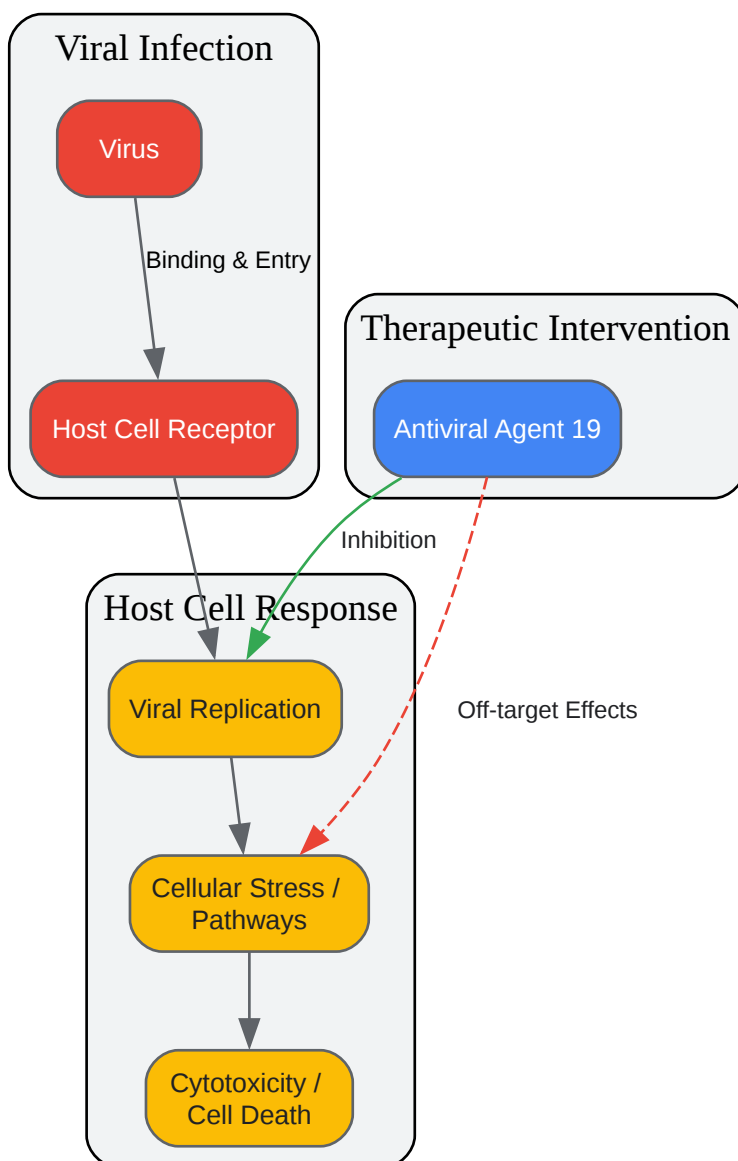 Viral Infection
Virus
Binding & Entry
Host Cell Receptor
Therapeutic Intervention
Antiviral Agent 19
Inhibition
Off-target Effects
Host Cell Response
Viral Replication
Cellular Stress /
Pathways
Cytotoxicity /
Cell Death